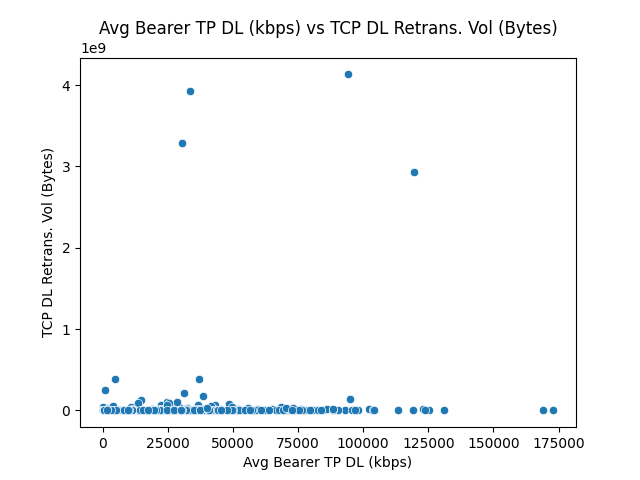 Avg Bearer TP DL (kbps) vs TCP DL Retrans. Vol (Bytes)
1e9
4
3
2
1
0
TCP DL Retrans. Vol (Bytes)
0 25000 50000 75000 100000 125000 150000 175000
Avg Bearer TP DL (kbps)